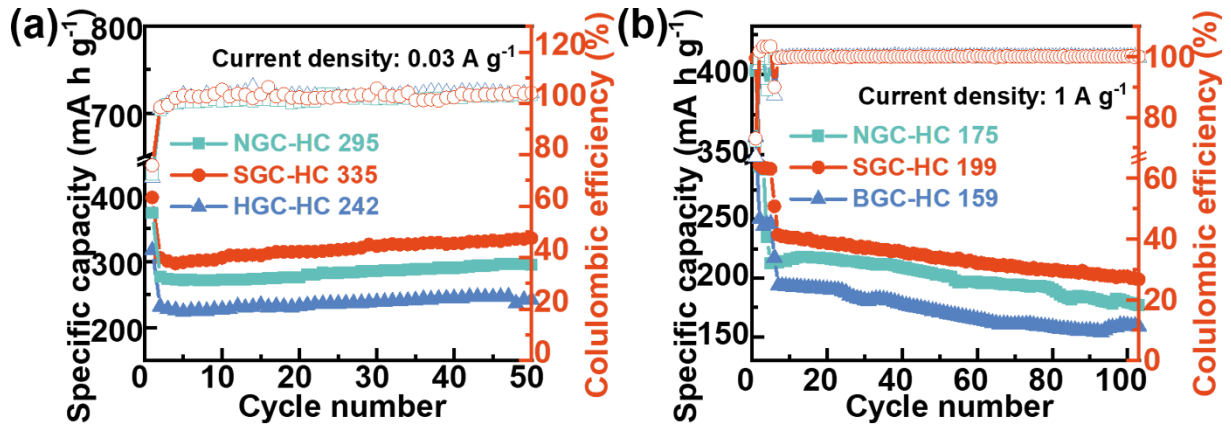 (a)
800
700
400
300
200
Specific capacity (mA h g⁻¹)
Current density: 0.03 A g⁻¹
NGC-HC 295
SGC-HC 335
HGC-HC 242
0 10 20 30 40 50
Cycle number
120
100
80
60
40
20
0
Coulombic efficiency (%)
(b)
400
350
250
200
150
Specific capacity (mA h g⁻¹)
Current density: 1 A g⁻¹
NGC-HC 175
SGC-HC 199
BGC-HC 159
0 20 40 60 80 100
Cycle number
100
80
60
40
20
0
Colulombic efficiency (%)